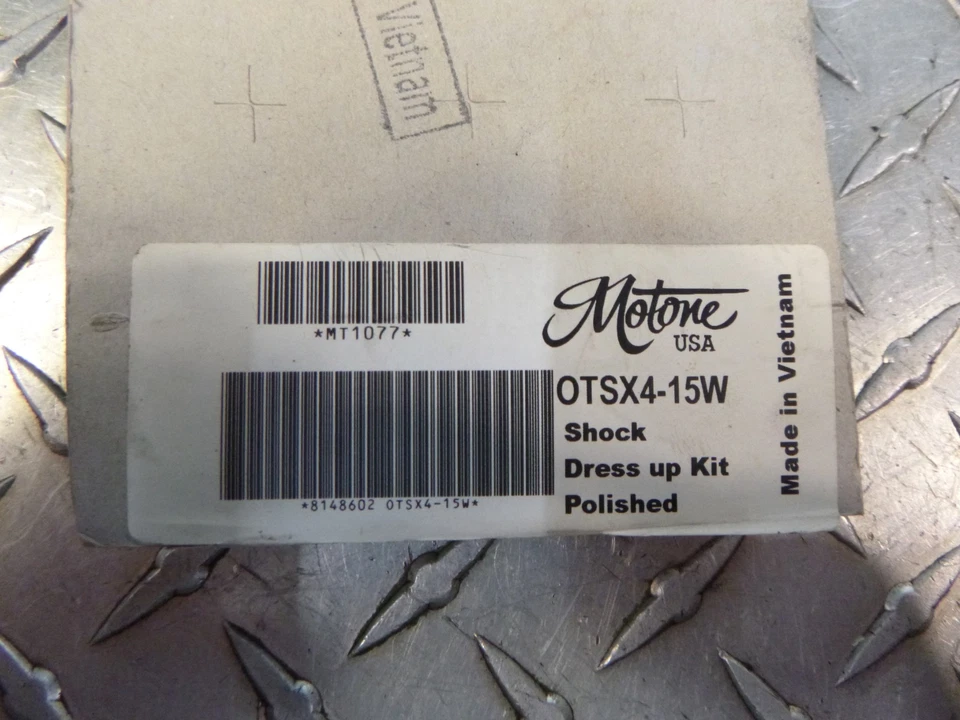 Vietnam
*MT1077*
Motone
USA
OTSX4-15W
Shock
Dress up Kit
Polished
*8148602 OTSX4-15W*
Made in Vietnam